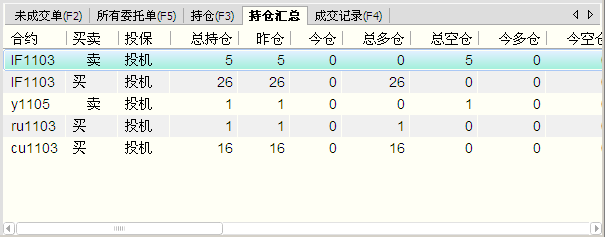 未成交单(F2) 所有委托单(F5) 持仓(F3) 持仓汇总 成交记录(F4)
合约 买卖 投保 总持仓 昨仓 今仓 总多仓 总空仓 今多仓 今空仓
IF1103 卖 投机 5 5 0 0 5 0 0
IF1103 买 投机 26 26 0 26 0 0 0
y1105 卖 投机 1 1 0 0 1 0 0
ru1103 买 投机 1 1 0 1 0 0 0
cu1103 买 投机 16 16 0 16 0 0 0